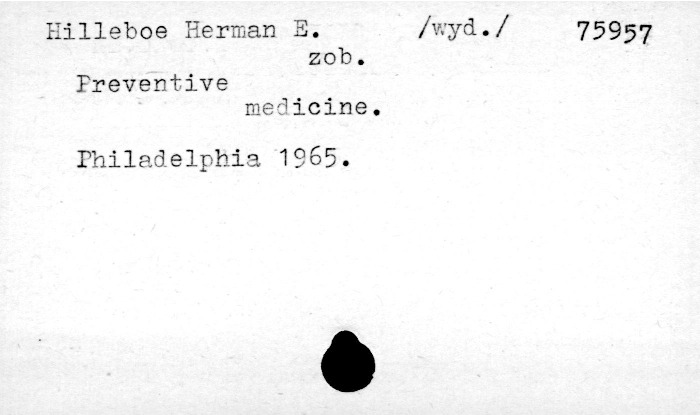 Hilleboe Herman E. /wyd./ 75957
zob.
Preventive
medicine.
Philadelphia 1965.